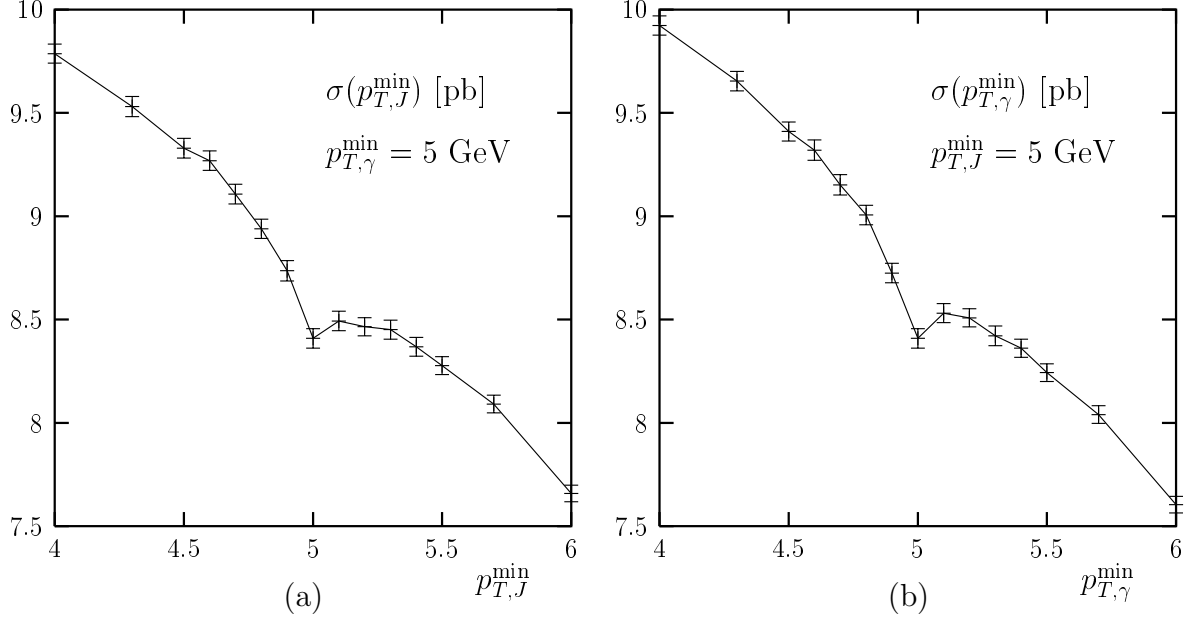 10
9.5
9
8.5
8
7.5
4
4.5
5
5.5
6
σ(p_{T,J}^{min}) [pb]
p_{T,γ}^{min} = 5 GeV
p_{T,J}^{min}
(a)
10
9.5
9
8.5
8
7.5
4
4.5
5
5.5
6
σ(p_{T,γ}^{min}) [pb]
p_{T,J}^{min} = 5 GeV
p_{T,γ}^{min}
(b)